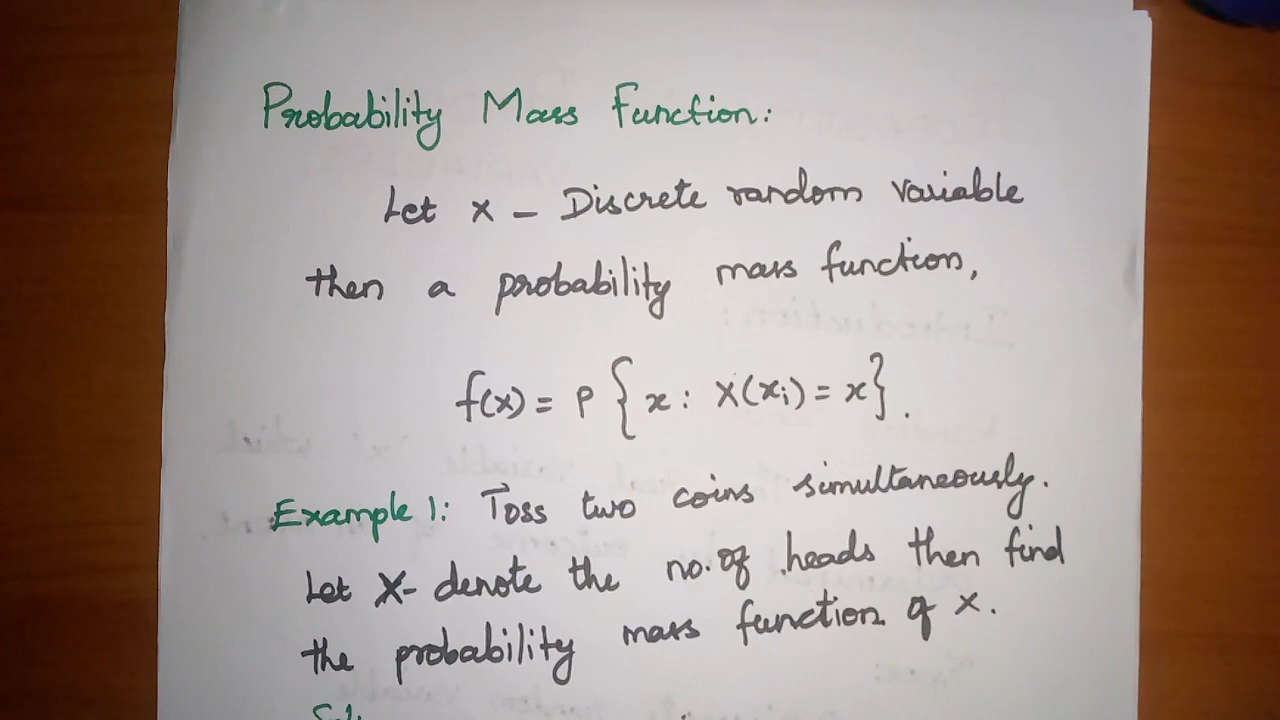 Probability Mass Function:
Let x - Discrete random variable
then a probability mass function,
f(x) = P { x : X(xi) = x } .
Example 1: Toss two coins simultaneously.
Let X- denote the no. of heads then find
the probability mass function of x.